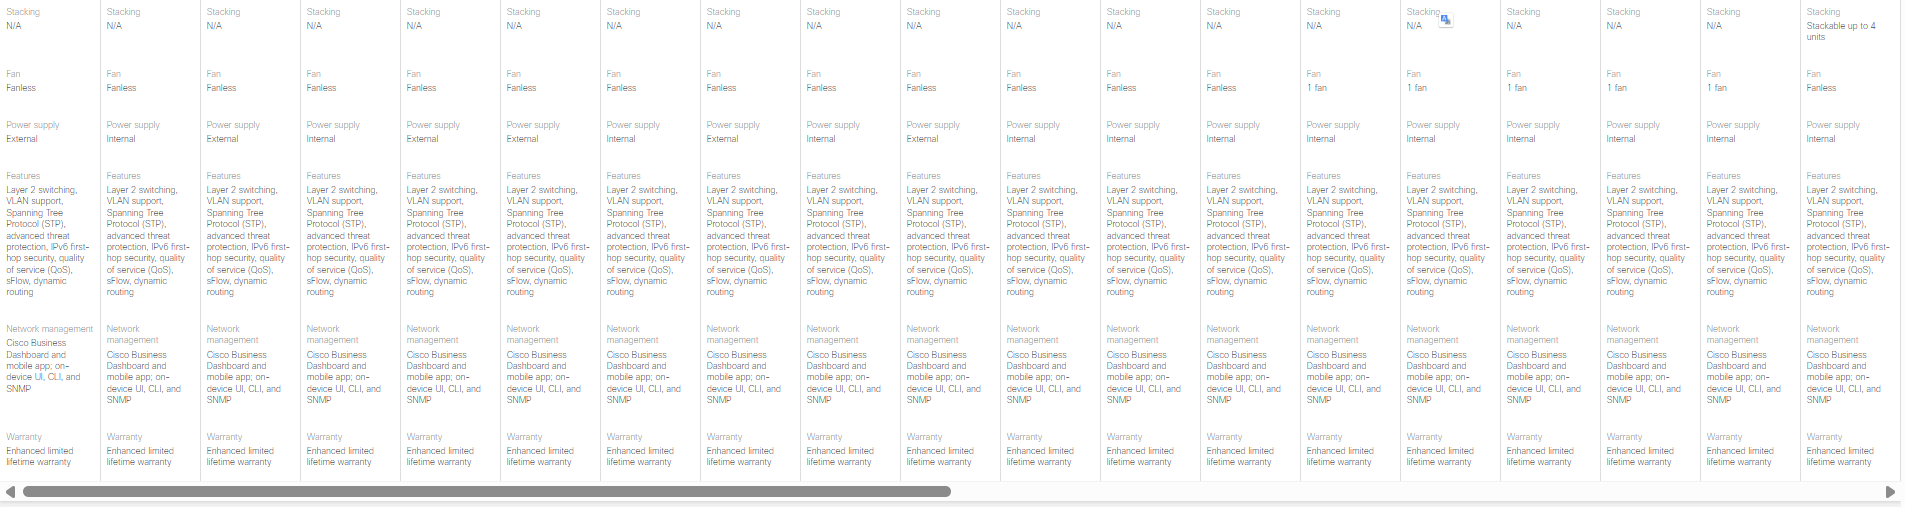 Stacking
N/A
Fan
Fanless
Power supply
External
Features
Layer 2 switching,
VLAN support,
Spanning Tree
Protocol (STP),
advanced threat
protection, IPv6 first-
hop security, quality
of service (QoS),
sFlow, dynamic
routing
Network management
Cisco Business
Dashboard and
mobile app; on-
device UI, CLI, and
SNMP
Warranty
Enhanced limited
lifetime warranty
Stacking
N/A
Fan
Fanless
Power supply
Internal
Features
Layer 2 switching,
VLAN support,
Spanning Tree
Protocol (STP),
advanced threat
protection, IPv6 first-
hop security, quality
of service (QoS),
sFlow, dynamic
routing
Network
management
Cisco Business
Dashboard and
mobile app; on-
device UI, CLI, and
SNMP
Warranty
Enhanced limited
lifetime warranty
Stacking
N/A
Fan
Fanless
Power supply
External
Features
Layer 2 switching,
VLAN support,
Spanning Tree
Protocol (STP),
advanced threat
protection, IPv6 first-
hop security, quality
of service (QoS),
sFlow, dynamic
routing
Network
management
Cisco Business
Dashboard and
mobile app; on-
device UI, CLI, and
SNMP
Warranty
Enhanced limited
lifetime warranty
Stacking
N/A
Fan
Fanless
Power supply
Internal
Features
Layer 2 switching,
VLAN support,
Spanning Tree
Protocol (STP),
advanced threat
protection, IPv6 first-
hop security, quality
of service (QoS),
sFlow, dynamic
routing
Network
management
Cisco Business
Dashboard and
mobile app; on-
device UI, CLI, and
SNMP
Warranty
Enhanced limited
lifetime warranty
Stacking
N/A
Fan
Fanless
Power supply
External
Features
Layer 2 switching,
VLAN support,
Spanning Tree
Protocol (STP),
advanced threat
protection, IPv6 first-
hop security, quality
of service (QoS),
sFlow, dynamic
routing
Network
management
Cisco Business
Dashboard and
mobile app; on-
device UI, CLI, and
SNMP
Warranty
Enhanced limited
lifetime warranty
Stacking
N/A
Fan
Fanless
Power supply
External
Features
Layer 2 switching,
VLAN support,
Spanning Tree
Protocol (STP),
advanced threat
protection, IPv6 first-
hop security, quality
of service (QoS),
sFlow, dynamic
routing
Network
management
Cisco Business
Dashboard and
mobile app; on-
device UI, CLI, and
SNMP
Warranty
Enhanced limited
lifetime warranty
Stacking
N/A
Fan
Fanless
Power supply
Internal
Features
Layer 2 switching,
VLAN support,
Spanning Tree
Protocol (STP),
advanced threat
protection, IPv6 first-
hop security, quality
of service (QoS),
sFlow, dynamic
routing
Network
management
Cisco Business
Dashboard and
mobile app; on-
device UI, CLI, and
SNMP
Warranty
Enhanced limited
lifetime warranty
Stacking
N/A
Fan
Fanless
Power supply
External
Features
Layer 2 switching,
VLAN support,
Spanning Tree
Protocol (STP),
advanced threat
protection, IPv6 first-
hop security, quality
of service (QoS),
sFlow, dynamic
routing
Network
management
Cisco Business
Dashboard and
mobile app; on-
device UI, CLI, and
SNMP
Warranty
Enhanced limited
lifetime warranty
Stacking
N/A
Fan
Fanless
Power supply
Internal
Features
Layer 2 switching,
VLAN support,
Spanning Tree
Protocol (STP),
advanced threat
protection, IPv6 first-
hop security, quality
of service (QoS),
sFlow, dynamic
routing
Network
management
Cisco Business
Dashboard and
mobile app; on-
device UI, CLI, and
SNMP
Warranty
Enhanced limited
lifetime warranty
Stacking
N/A
Fan
Fanless
Power supply
External
Features
Layer 2 switching,
VLAN support,
Spanning Tree
Protocol (STP),
advanced threat
protection, IPv6 first-
hop security, quality
of service (QoS),
sFlow, dynamic
routing
Network
management
Cisco Business
Dashboard and
mobile app; on-
device UI, CLI, and
SNMP
Warranty
Enhanced limited
lifetime warranty
Stacking
N/A
Fan
Fanless
Power supply
Internal
Features
Layer 2 switching,
VLAN support,
Spanning Tree
Protocol (STP),
advanced threat
protection, IPv6 first-
hop security, quality
of service (QoS),
sFlow, dynamic
routing
Network
management
Cisco Business
Dashboard and
mobile app; on-
device UI, CLI, and
SNMP
Warranty
Enhanced limited
lifetime warranty
Stacking
N/A
Fan
Fanless
Power supply
Internal
Features
Layer 2 switching,
VLAN support,
Spanning Tree
Protocol (STP),
advanced threat
protection, IPv6 first-
hop security, quality
of service (QoS),
sFlow, dynamic
routing
Network
management
Cisco Business
Dashboard and
mobile app; on-
device UI, CLI, and
SNMP
Warranty
Enhanced limited
lifetime warranty
Stacking
N/A
Fan
Fanless
Power supply
Internal
Features
Layer 2 switching,
VLAN support,
Spanning Tree
Protocol (STP),
advanced threat
protection, IPv6 first-
hop security, quality
of service (QoS),
sFlow, dynamic
routing
Network
management
Cisco Business
Dashboard and
mobile app; on-
device UI, CLI, and
SNMP
Warranty
Enhanced limited
lifetime warranty
Stacking
N/A
Fan
1 fan
Power supply
Internal
Features
Layer 2 switching,
VLAN support,
Spanning Tree
Protocol (STP),
advanced threat
protection, IPv6 first-
hop security, quality
of service (QoS),
sFlow, dynamic
routing
Network
management
Cisco Business
Dashboard and
mobile app; on-
device UI, CLI, and
SNMP
Warranty
Enhanced limited
lifetime warranty
Stacking
N/A
Fan
1 fan
Power supply
Internal
Features
Layer 2 switching,
VLAN support,
Spanning Tree
Protocol (STP),
advanced threat
protection, IPv6 first-
hop security, quality
of service (QoS),
sFlow, dynamic
routing
Network
management
Cisco Business
Dashboard and
mobile app; on-
device UI, CLI, and
SNMP
Warranty
Enhanced limited
lifetime warranty
Stacking
N/A
Fan
1 fan
Power supply
Internal
Features
Layer 2 switching,
VLAN support,
Spanning Tree
Protocol (STP),
advanced threat
protection, IPv6 first-
hop security, quality
of service (QoS),
sFlow, dynamic
routing
Network
management
Cisco Business
Dashboard and
mobile app; on-
device UI, CLI, and
SNMP
Warranty
Enhanced limited
lifetime warranty
Stacking
N/A
Fan
1 fan
Power supply
Internal
Features
Layer 2 switching,
VLAN support,
Spanning Tree
Protocol (STP),
advanced threat
protection, IPv6 first-
hop security, quality
of service (QoS),
sFlow, dynamic
routing
Network
management
Cisco Business
Dashboard and
mobile app; on-
device UI, CLI, and
SNMP
Warranty
Enhanced limited
lifetime warranty
Stacking
N/A
Fan
1 fan
Power supply
Internal
Features
Layer 2 switching,
VLAN support,
Spanning Tree
Protocol (STP),
advanced threat
protection, IPv6 first-
hop security, quality
of service (QoS),
sFlow, dynamic
routing
Network
management
Cisco Business
Dashboard and
mobile app; on-
device UI, CLI, and
SNMP
Warranty
Enhanced limited
lifetime warranty
Stacking
Stackable up to 4
units
Fan
Fanless
Power supply
Internal
Features
Layer 2 switching,
VLAN support,
Spanning Tree
Protocol (STP),
advanced threat
protection, IPv6 first-
hop security, quality
of service (QoS),
sFlow, dynamic
routing
Network
management
Cisco Business
Dashboard and
mobile app; on-
device UI, CLI, and
SNMP
Warranty
Enhanced limited
lifetime warranty